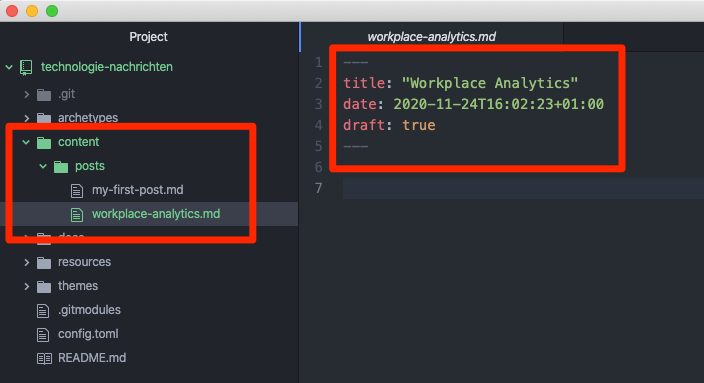 Project
technologie-nachrichten
.git
archetypes
content
posts
my-first-post.md
workplace-analytics.md
docs
resources
themes
.gitmodules
config.toml
README.md
workplace-analytics.md
1 ---
2 title: "Workplace Analytics"
3 date: 2020-11-24T16:02:23+01:00
4 draft: true
5 ---
6
7